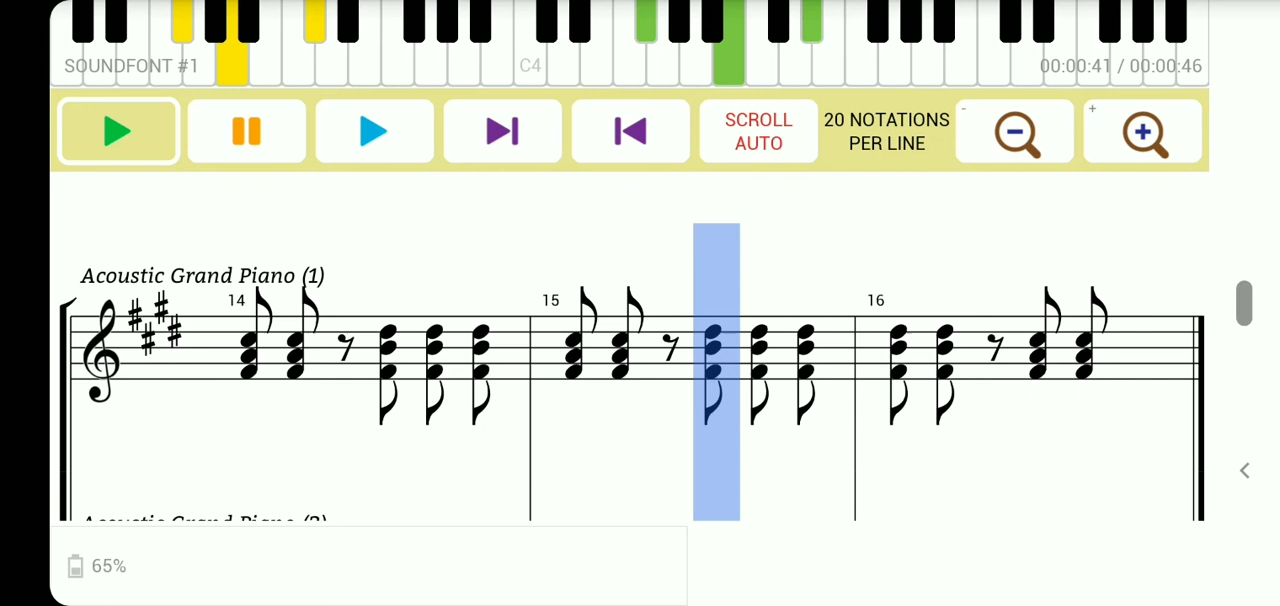 SOUNDFONT #1
C4
00:00:41 / 00:00:46
SCROLL
AUTO
20 NOTATIONS
PER LINE
-
+
Acoustic Grand Piano (1)
14
15
16
65%